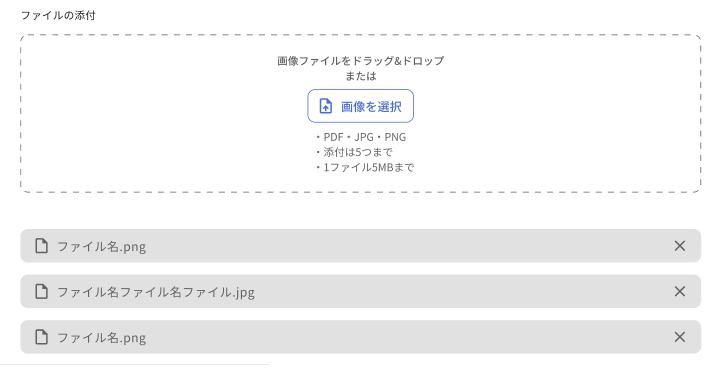 ファイルの添付
画像ファイルをドラッグ&ドロップ
または
画像を選択
・PDF・JPG・PNG
・添付は5つまで
・1ファイル5MBまで
ファイル名.png
ファイル名ファイル名ファイル.jpg
ファイル名.png